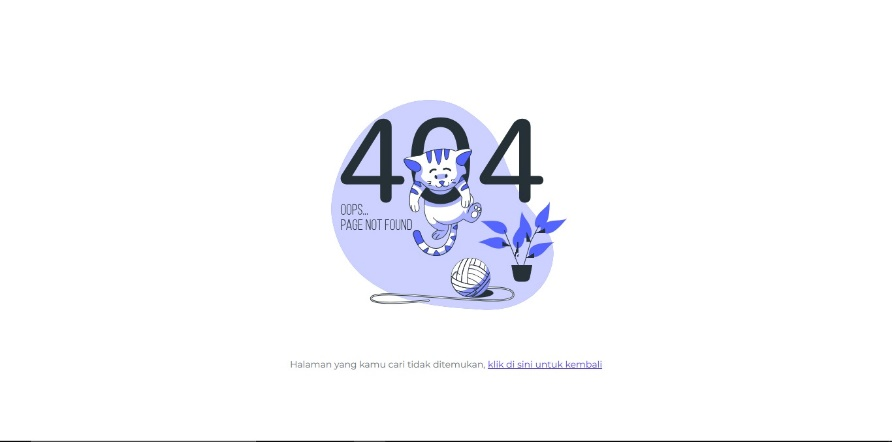 404
OOPS...
PAGE NOT FOUND
Halaman yang kamu cari tidak ditemukan, klik di sini untuk kembali